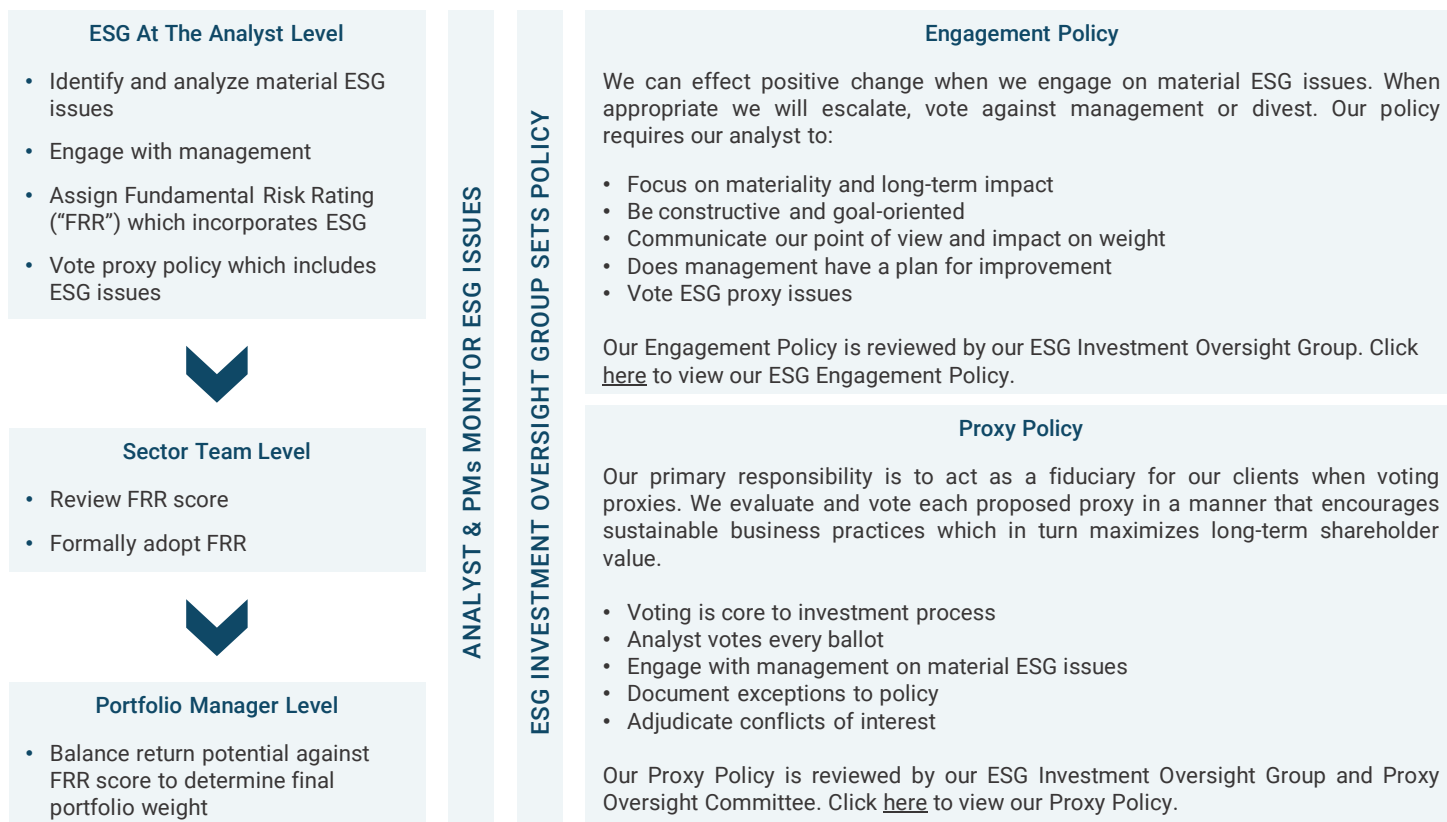 ESG At The Analyst Level
• Identify and analyze material ESG
issues
• Engage with management
• Assign Fundamental Risk Rating
(“FRR”) which incorporates ESG
• Vote proxy policy which includes
ESG issues
Sector Team Level
• Review FRR score
• Formally adopt FRR
Portfolio Manager Level
• Balance return potential against
FRR score to determine final
portfolio weight
ANALYST & PMs MONITOR ESG ISSUES
ESG INVESTMENT OVERSIGHT GROUP SETS POLICY
Engagement Policy
We can effect positive change when we engage on material ESG issues. When
appropriate we will escalate, vote against management or divest. Our policy
requires our analyst to:
• Focus on materiality and long-term impact
• Be constructive and goal-oriented
• Communicate our point of view and impact on weight
• Does management have a plan for improvement
• Vote ESG proxy issues
Our Engagement Policy is reviewed by our ESG Investment Oversight Group. Click
here to view our ESG Engagement Policy.
Proxy Policy
Our primary responsibility is to act as a fiduciary for our clients when voting
proxies. We evaluate and vote each proposed proxy in a manner that encourages
sustainable business practices which in turn maximizes long-term shareholder
value.
• Voting is core to investment process
• Analyst votes every ballot
• Engage with management on material ESG issues
• Document exceptions to policy
• Adjudicate conflicts of interest
Our Proxy Policy is reviewed by our ESG Investment Oversight Group and Proxy
Oversight Committee. Click here to view our Proxy Policy.